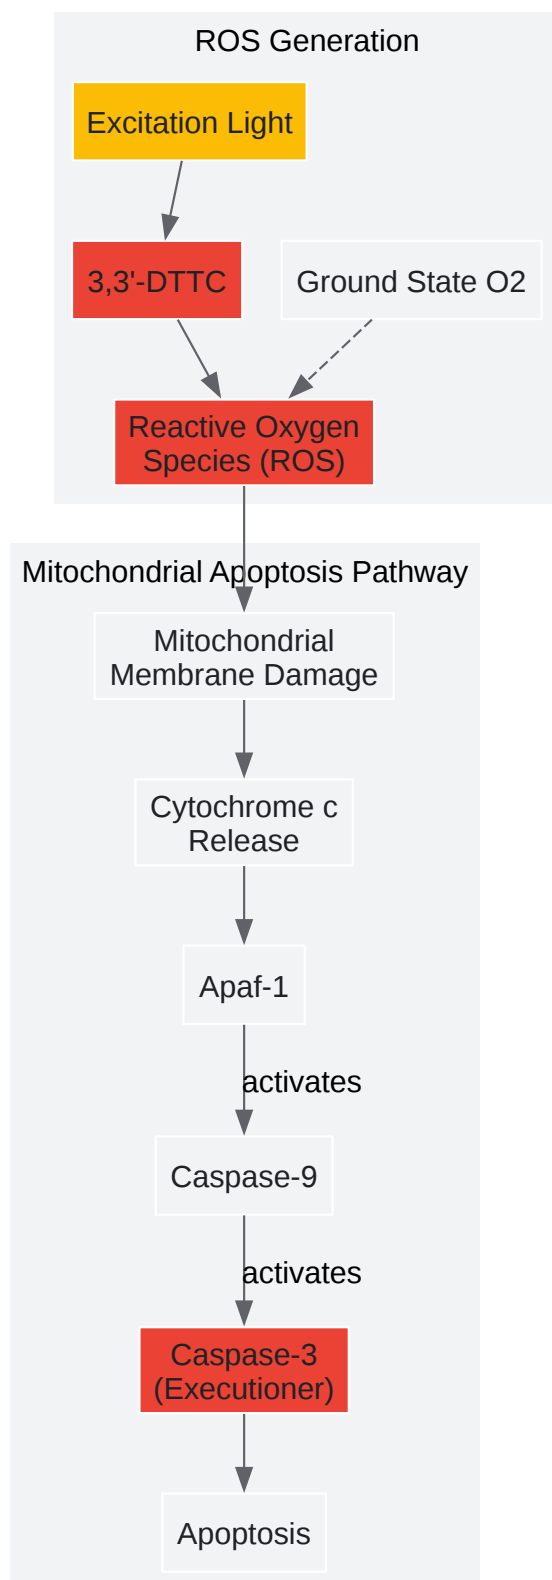 ROS Generation
Excitation Light
3,3'-DTTC
Ground State O2
Reactive Oxygen
Species (ROS)
Mitochondrial Apoptosis Pathway
Mitochondrial
Membrane Damage
Cytochrome c
Release
Apaf-1
activates
Caspase-9
activates
Caspase-3
(Executioner)
Apoptosis